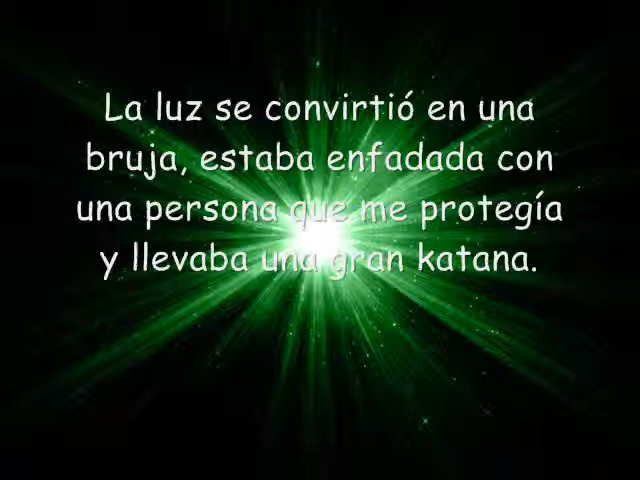 La luz se convirtió en una
bruja, estaba enfadada con
una persona que me protegía
y llevaba una gran katana.